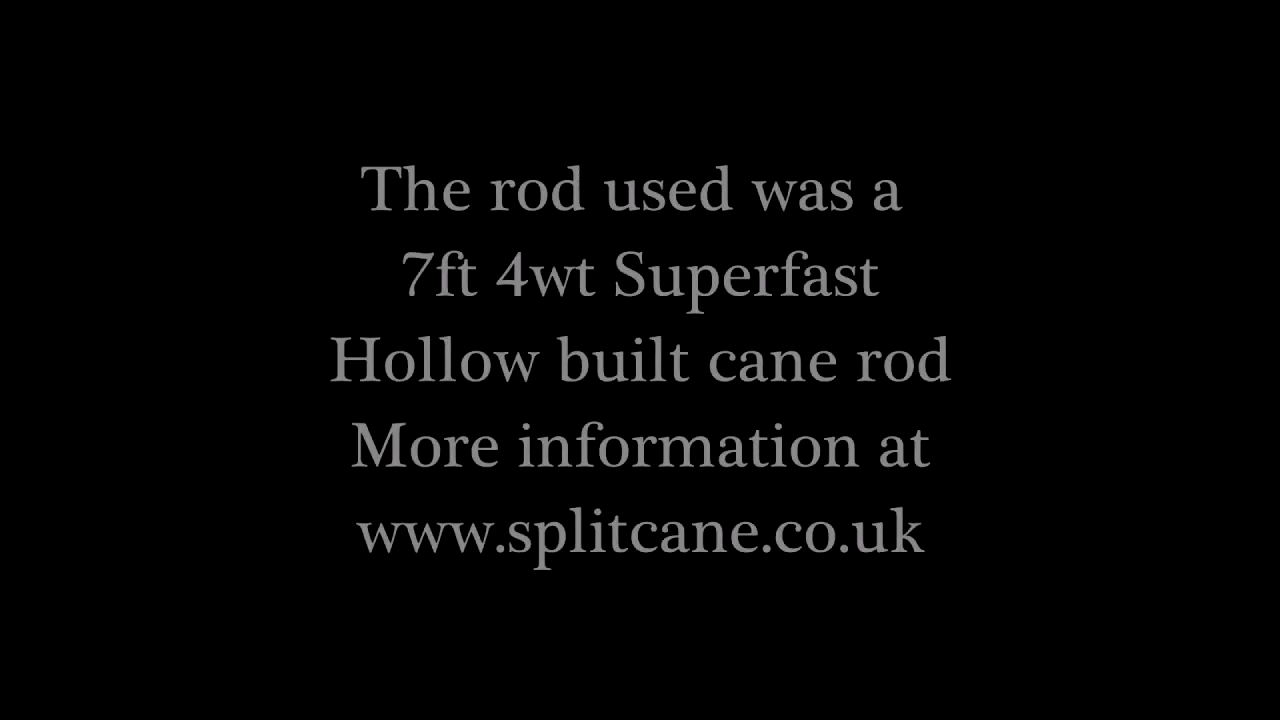 The rod used was a
7ft 4wt Superfast
Hollow built cane rod
More information at
www.splitcane.co.uk